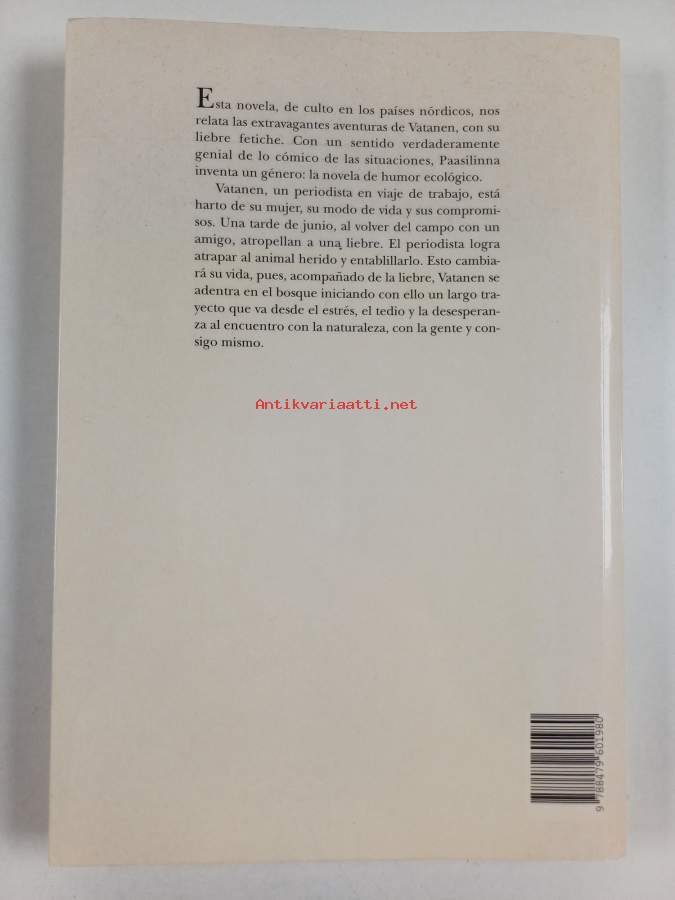 Esta novela, de culto en los países nórdicos, nos
relata las extravagantes aventuras de Vatanen, con su
liebre fetiche. Con un sentido verdaderamente
genial de lo cómico de las situaciones, Paasilinna
inventa un género: la novela de humor ecológico.
Vatanen, un periodista en viaje de trabajo, está
harto de su mujer, su modo de vida y sus compromi-
sos. Una tarde de junio, al volver del campo con un
amigo, atropellan a una liebre. El periodista logra
atrapar al animal herido y entablillarlo. Esto cambia-
rá su vida, pues, acompañado de la liebre, Vatanen se
adentra en el bosque iniciando con ello un largo tra-
yecto que va desde el estrés, el tedio y la desesperan-
za al encuentro con la naturaleza, con la gente y con-
sigo mismo.
Antikvariaatti.net
9 788479 601980